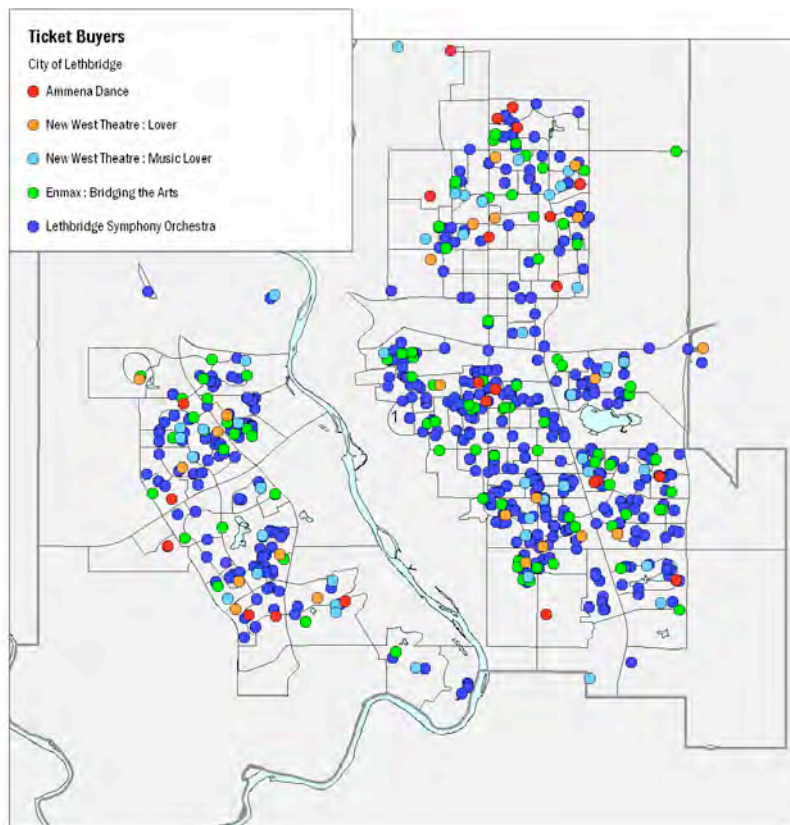 Ticket Buyers
City of Lethbridge
Ammena Dance
New West Theatre : Lover
New West Theatre : Music Lover
Enmax : Bridging the Arts
Lethbridge Symphony Orchestra
1